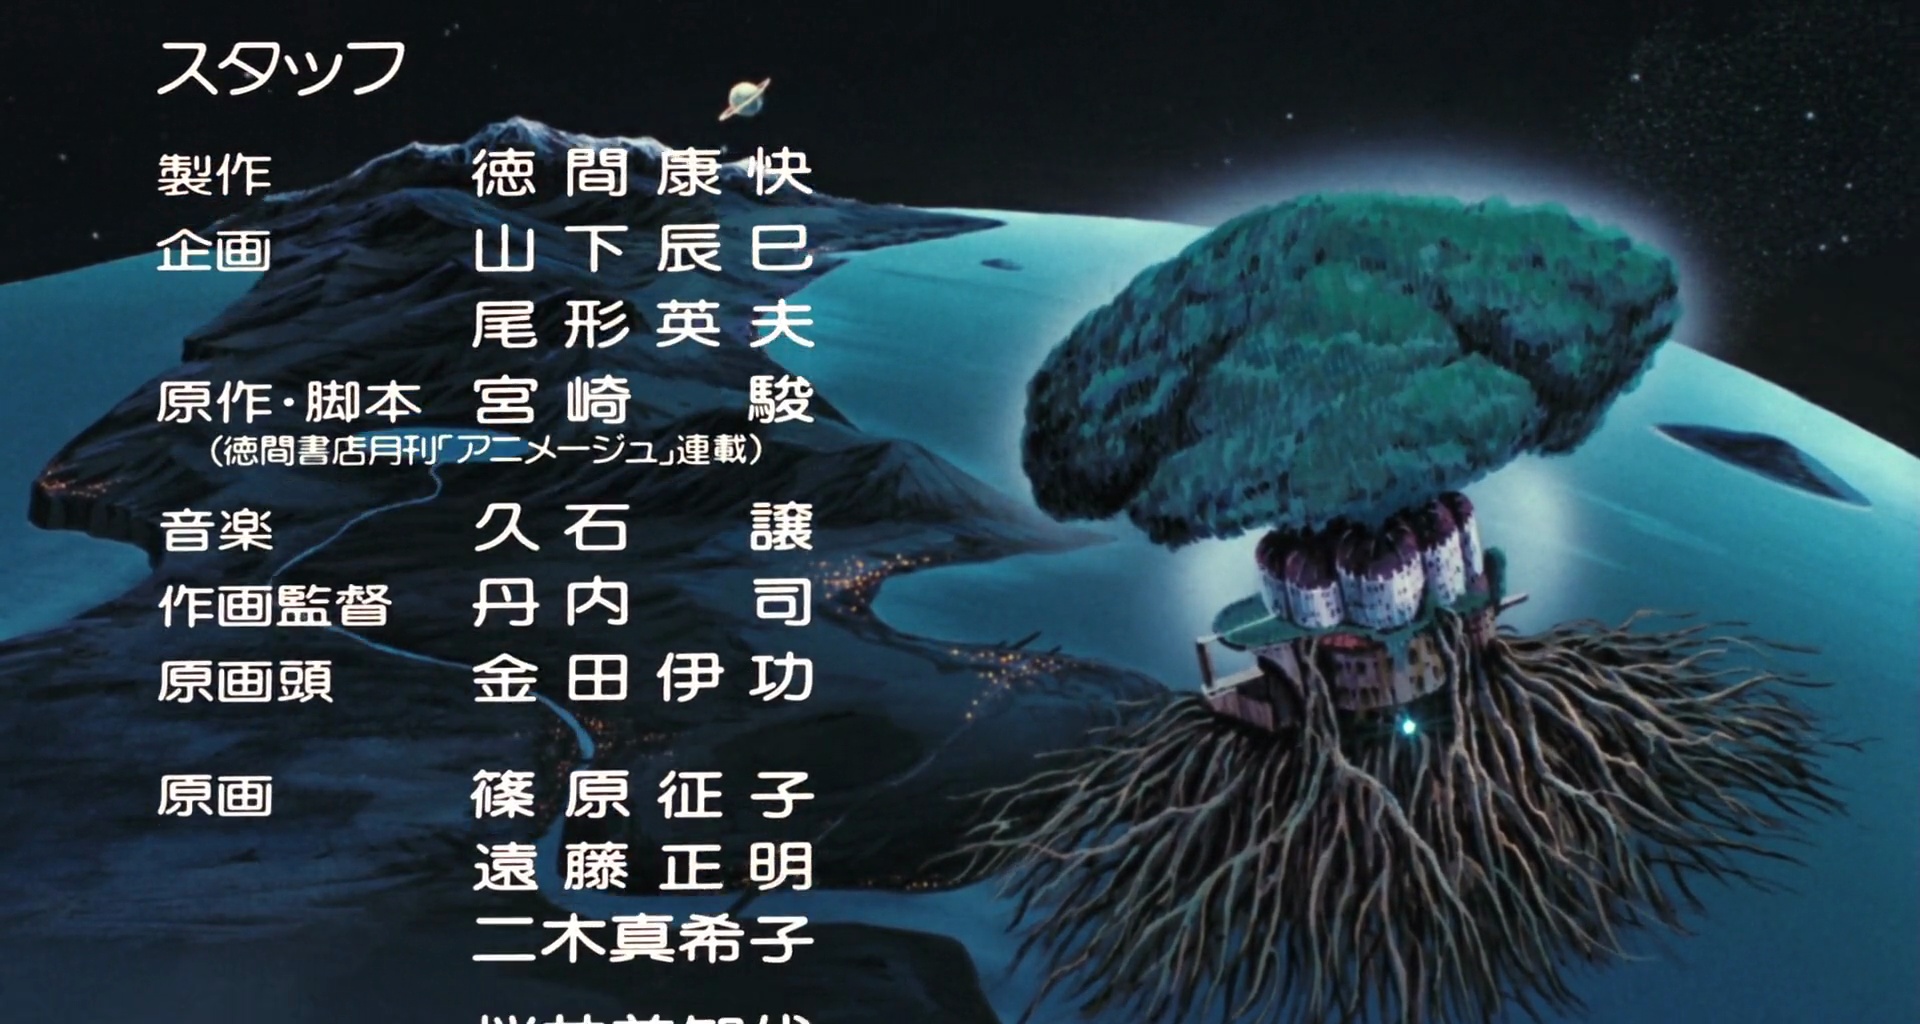 スタッフ
製作 徳間康快
企画 山下辰巳
尾形英夫
原作・脚本 宮崎 駿
（徳間書店月刊「アニメージュ」連載）
音楽 久石 譲
作画監督 丹内 司
原画頭 金田伊功
原画 篠原征子
遠藤正明
二木真希子